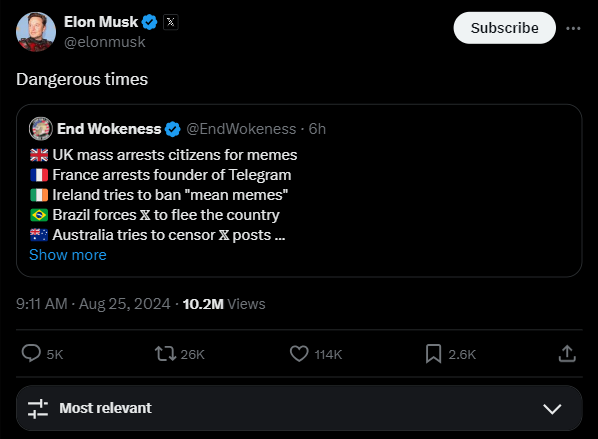 Elon Musk
@elonmusk
Subscribe
Dangerous times
End Wokeness @EndWokeness · 6h
🇬🇧 UK mass arrests citizens for memes
🇫🇷 France arrests founder of Telegram
🇮🇪 Ireland tries to ban "mean memes"
🇧🇷 Brazil forces 𝕏 to flee the country
🇦🇺 Australia tries to censor 𝕏 posts ...
Show more
9:11 AM · Aug 25, 2024 · 10.2M Views
5K 26K 114K 2.6K
Most relevant